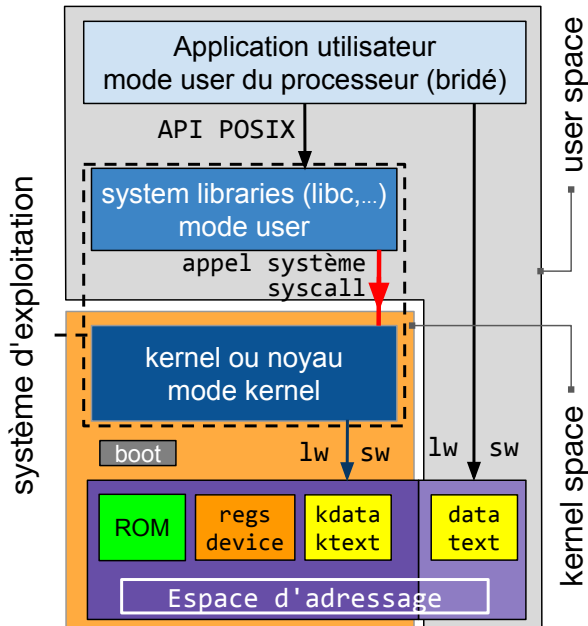 Application utilisateur
mode user du processeur (bridé)
API POSIX
system libraries (libc,...)
mode user
appel système
syscall
kernel ou noyau
mode kernel
boot
lw sw
lw sw
ROM
regs
device
kdata
ktext
data
text
Espace d'adressage
système d'exploitation
user space
kernel space